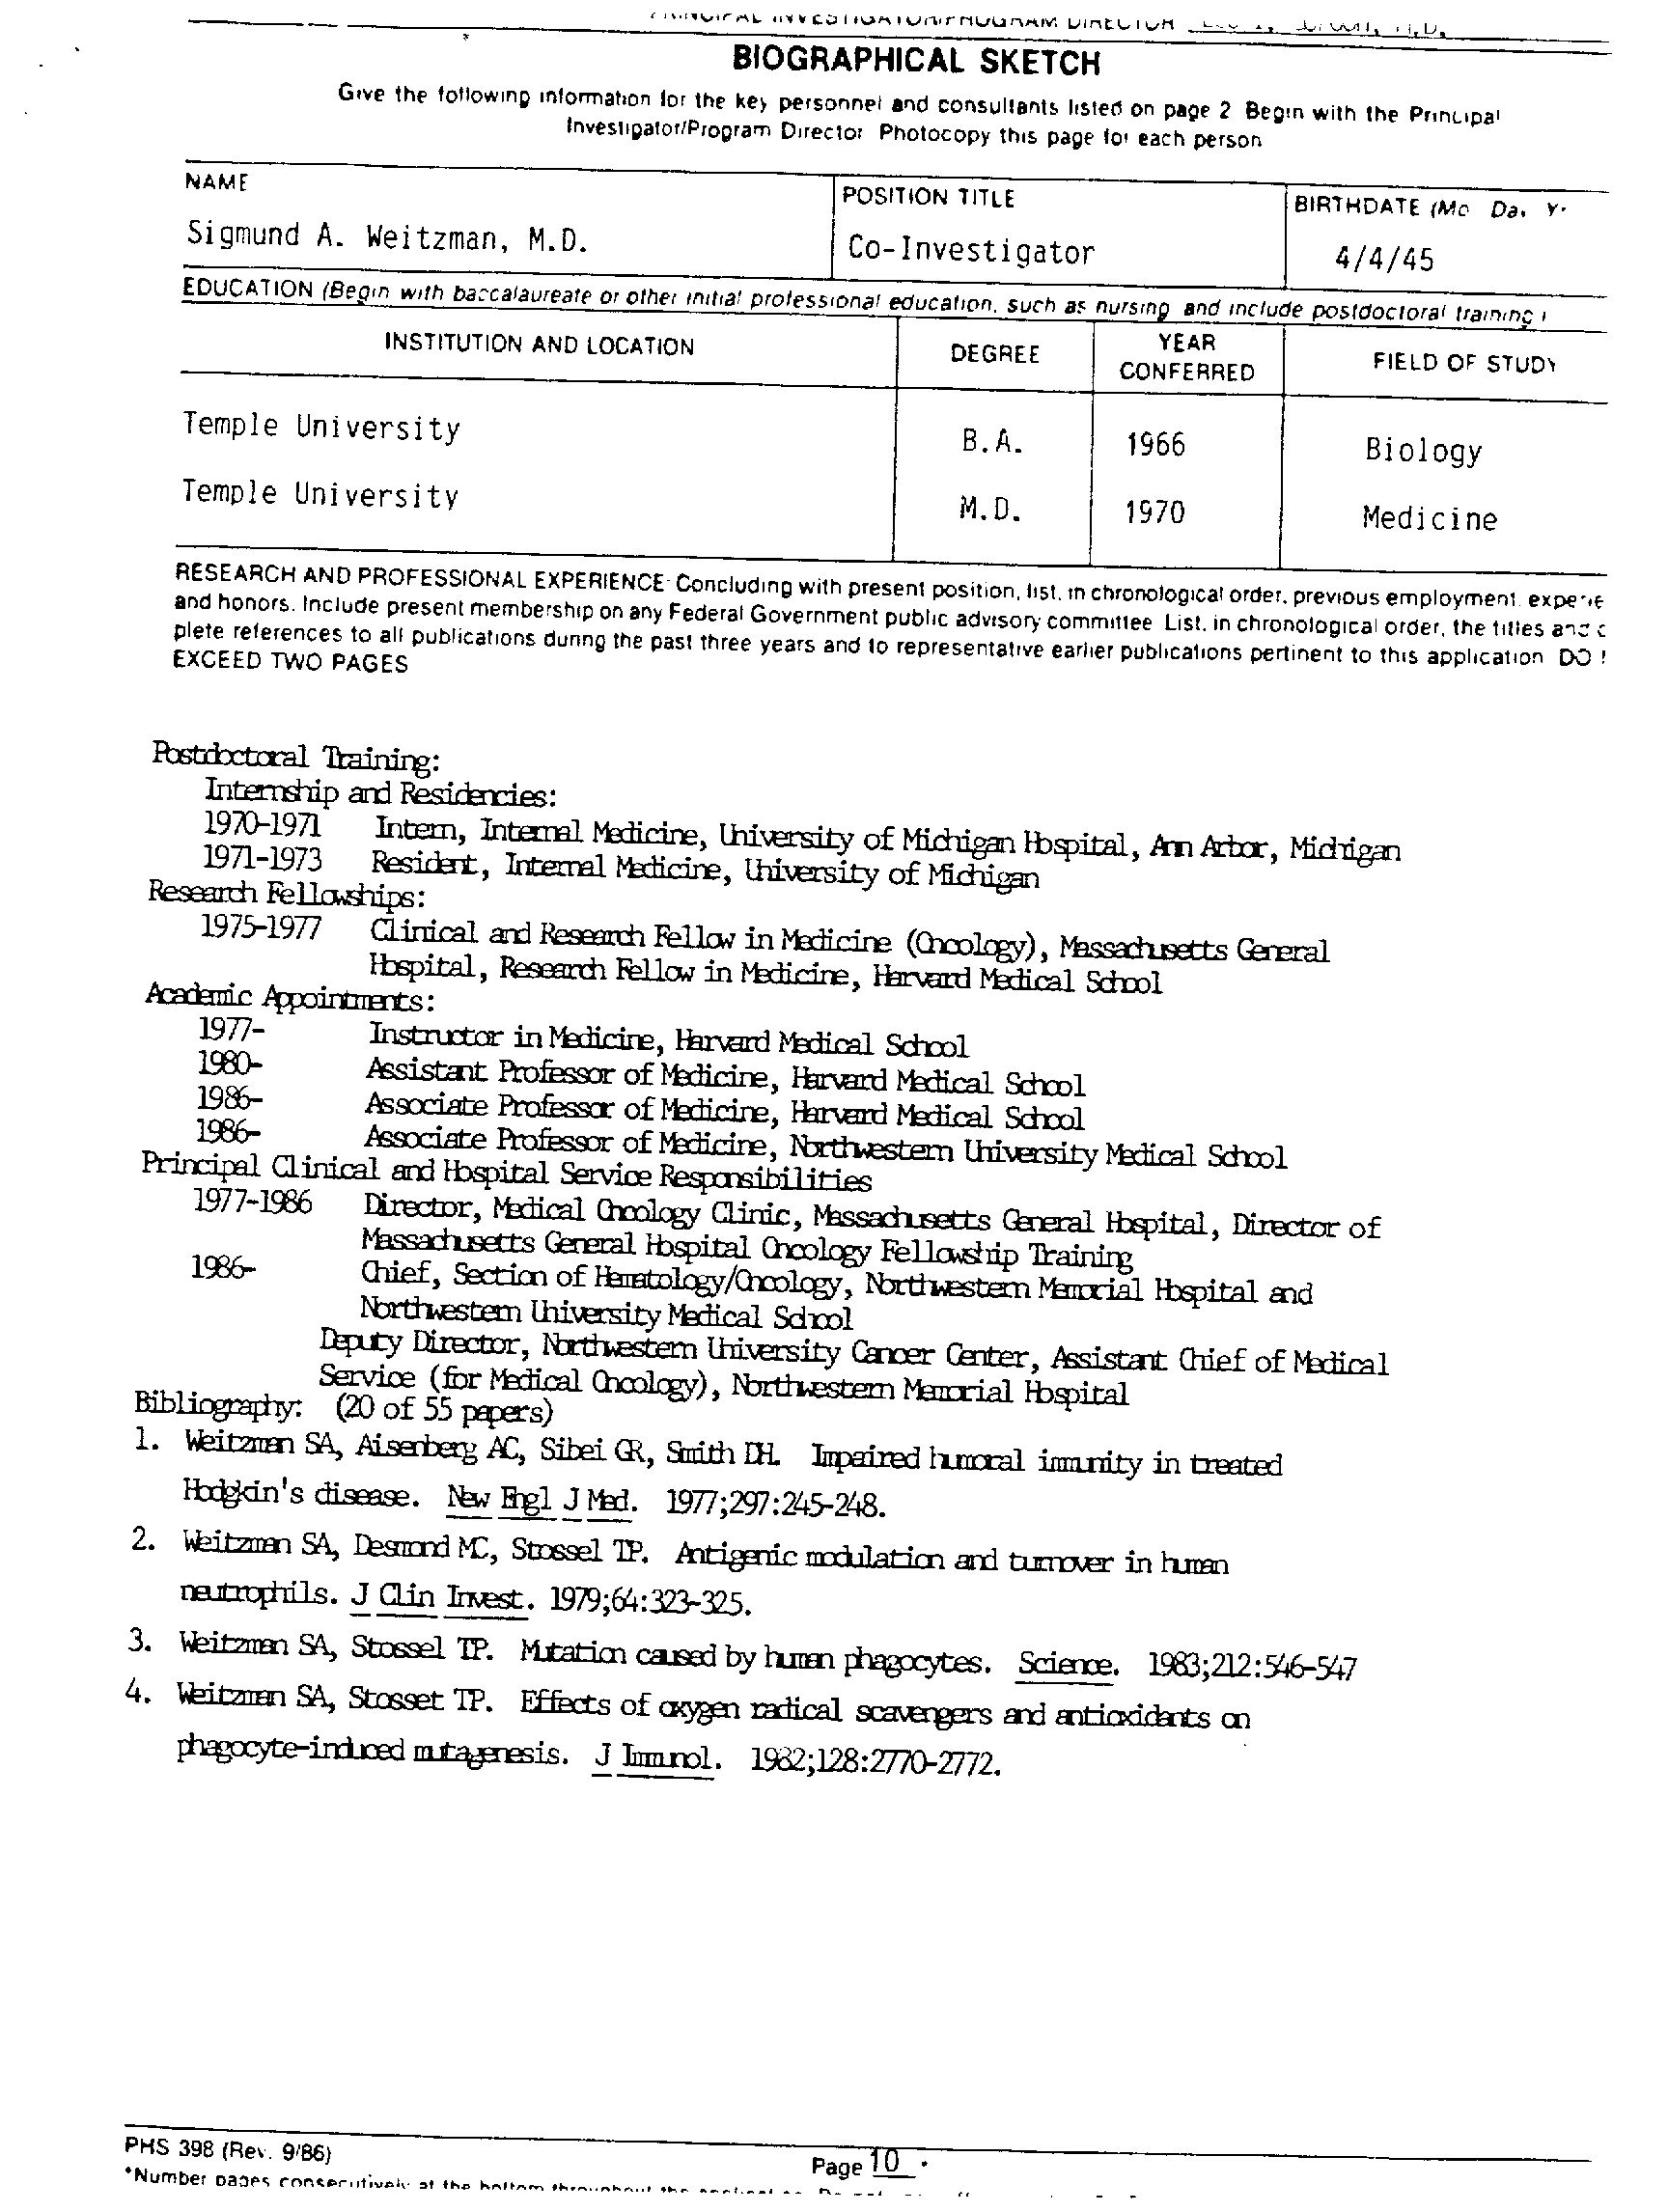 PRINCIPAL INVESTIGATOR/PROGRAM DIRECTOR
BIOGRAPHICAL SKETCH
Give the following information for the key personnel and consultants listed on page 2 Begin with the Principal
Investigator/Program Director Photocopy this page for each person
NAME
POSITION TITLE
BIRTHDATE (Mo Da. Yr
Sigmund A. Weitzman, M.D.
Co-Investigator
4/4/45
EDUCATION (Begin with baccalaureate or other initial professional education, such as nursing and include postdoctoral training)
INSTITUTION AND LOCATION
DEGREE
YEAR CONFERRED
FIELD OF STUDY
Temple University B.A. 1966 Biology
Temple University M.D. 1970 Medicine
RESEARCH AND PROFESSIONAL EXPERIENCE: Concluding with present position, list, in chronological order, previous employment, experie
and honors. Include present membership on any Federal Government public advisory committee List, in chronological order, the titles and c
plete references to all publications during the past three years and to representative earlier publications pertinent to this application DO
EXCEED TWO PAGES
Postdoctoral Training:
Internship and Residencies:
1970-1971 Intern, Internal Medicine, University of Michigan Hospital, Ann Arbor, Michigan
1971-1973 Resident, Internal Medicine, University of Michigan
Research Fellowships:
1975-1977 Clinical and Research Fellow in Medicine (Oncology), Massachusetts General
Hospital, Research Fellow in Medicine, Harvard Medical School
Academic Appointments:
1977- Instructor in Medicine, Harvard Medical School
1980- Assistant Professor of Medicine, Harvard Medical School
1986- Associate Professor of Medicine, Harvard Medical School
1986- Associate Professor of Medicine, Northwestern University Medical School
Principal Clinical and Hospital Service Responsibilities
1977-1986 Director, Medical Oncology Clinic, Massachusetts General Hospital, Director of
Massachusetts General Hospital Oncology Fellowship Training
1986- Chief, Section of Hematology/Oncology, Northwestern Memorial Hospital and
Northwestern University Medical School
Deputy Director, Northwestern University Cancer Center, Assistant Chief of Medical
Service (for Medical Oncology), Northwestern Memorial Hospital
Bibliography: (20 of 55 papers)
1. Weitzman SA, Aisenberg AC, Sibei GR, Smith DH. Impaired humoral immunity in treated
Hodgkin's disease. New Engl J Med. 1977;297:245-248.
2. Weitzman SA, Desmond MC, Stossel TP. Antigenic modulation and turnover in human
neutrophils. J Clin Invest. 1979;64:323-325.
3. Weitzman SA, Stossel TP. Mutation caused by human phagocytes. Science. 1983;212:546-547
4. Weitzman SA, Stosset TP. Effects of oxygen radical scavengers and antioxidants on
phagocyte-induced mutagenesis. J Immunol. 1982;128:2770-2772.
PHS 398 (Rev. 9/86)
Page 10
*Number pages consecutively at the bottom throughout the